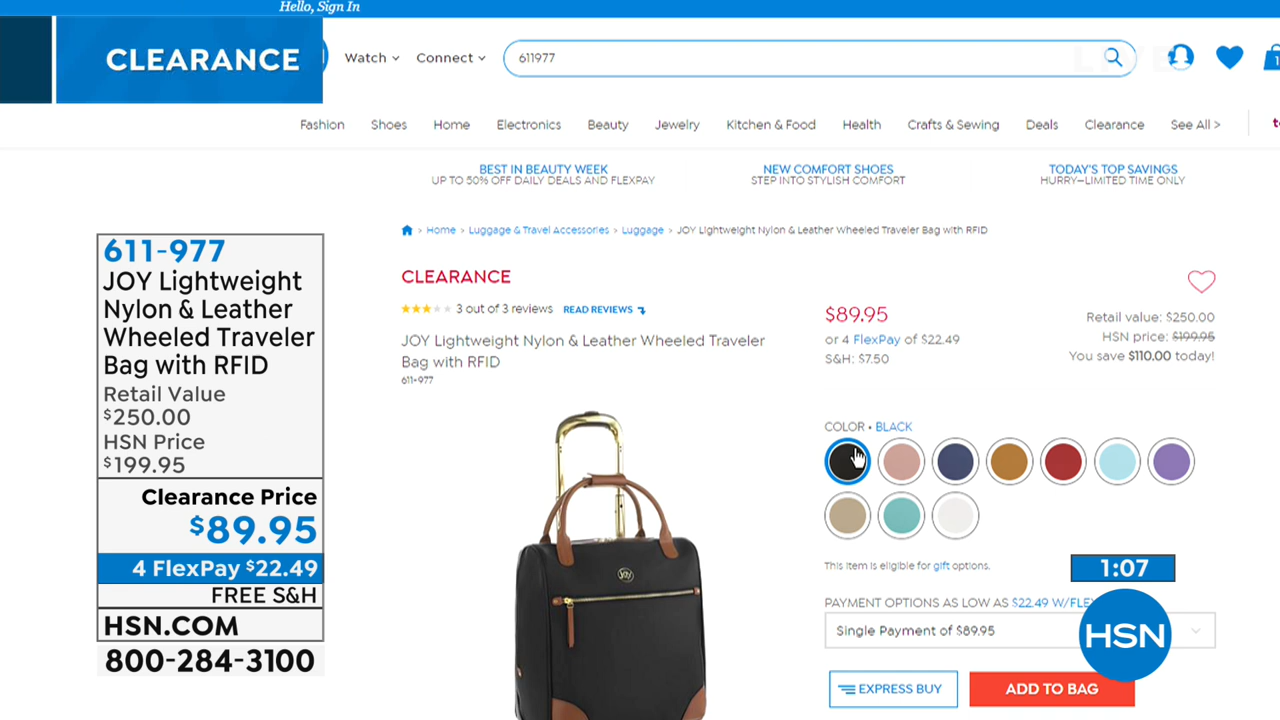 Hello, Sign In
CLEARANCE
Watch
Connect
611977
1
Fashion
Shoes
Home
Electronics
Beauty
Jewelry
Kitchen & Food
Health
Crafts & Sewing
Deals
Clearance
See All >
BEST IN BEAUTY WEEK
UP TO 50% OFF DAILY DEALS AND FLEXPAY
NEW COMFORT SHOES
STEP INTO STYLISH COMFORT
TODAY'S TOP SAVINGS
HURRY—LIMITED TIME ONLY
> Home > Luggage & Travel Accessories > Luggage > JOY Lightweight Nylon & Leather Wheeled Traveler Bag with RFID
611-977
JOY Lightweight
Nylon & Leather
Wheeled Traveler
Bag with RFID
Retail Value
$250.00
HSN Price
$199.95
Clearance Price
$89.95
4 FlexPay $22.49
FREE S&H
HSN.COM
800-284-3100
CLEARANCE
3 out of 3 reviews READ REVIEWS
JOY Lightweight Nylon & Leather Wheeled Traveler
Bag with RFID
611-977
JOY
$89.95
or 4 FlexPay of $22.49
S&H: $7.50
Retail value: $250.00
HSN price: $199.95
You save $110.00 today!
COLOR • BLACK
This item is eligible for gift options.
1:07
PAYMENT OPTIONS AS LOW AS $22.49 W/FLE
Single Payment of $89.95
HSN
EXPRESS BUY
ADD TO BAG